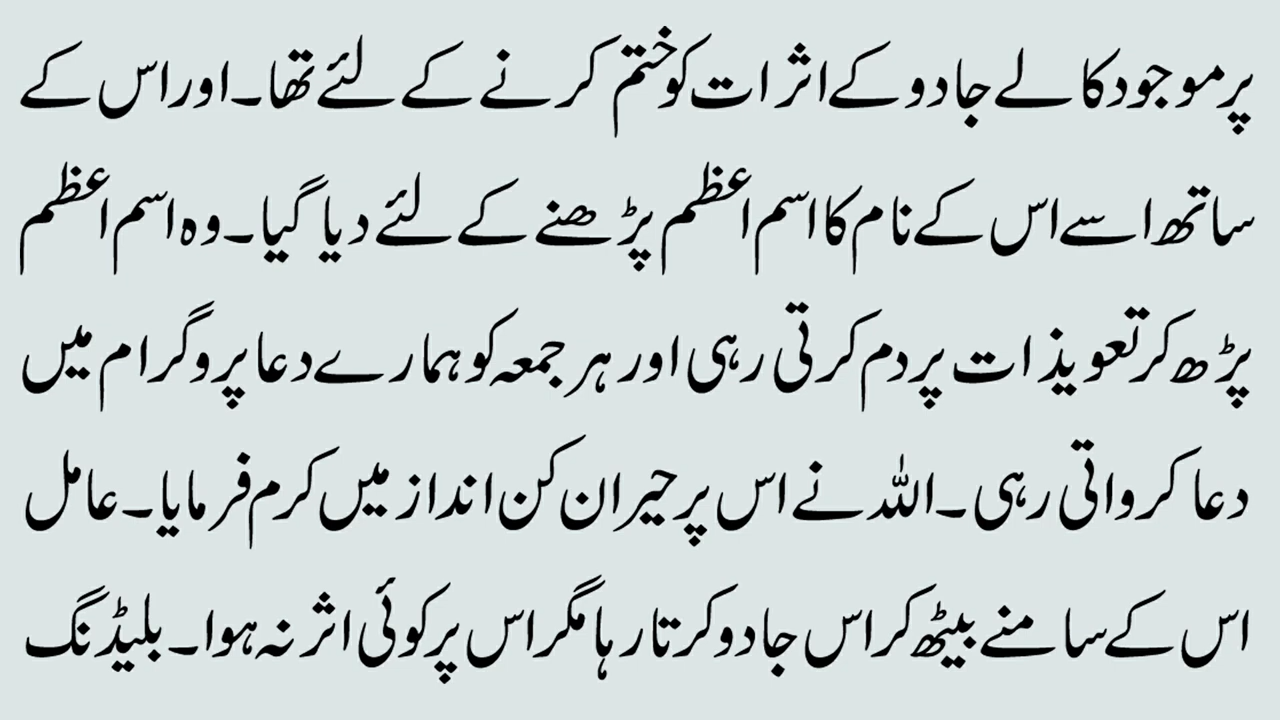 پر موجود کالے جادو کے اثرات کو ختم کرنے کے لئے تھا۔ اور اس کے
ساتھ اسے اس کے نام کا اسم اعظم پڑھنے کے لئے دیا گیا۔ وہ اسم اعظم
پڑھ کر تعویذات پر دم کرتی رہی اور ہر جمعہ کو ہمارے دعا پروگرام میں
دعا کرواتی رہی۔ اللہ نے اس پر حیران کن انداز میں کرم فرمایا۔ عامل
اس کے سامنے بیٹھ کر اس جادو کرتا رہا مگر اس پر کوئی اثر نہ ہوا۔ بلیڈنگ